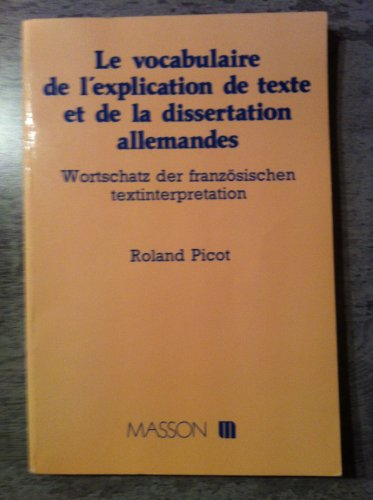 Le vocabulaire
de l'explication de texte
et de la dissertation
allemandes
Wortschatz der französischen
textinterpretation
Roland Picot
MASSON m